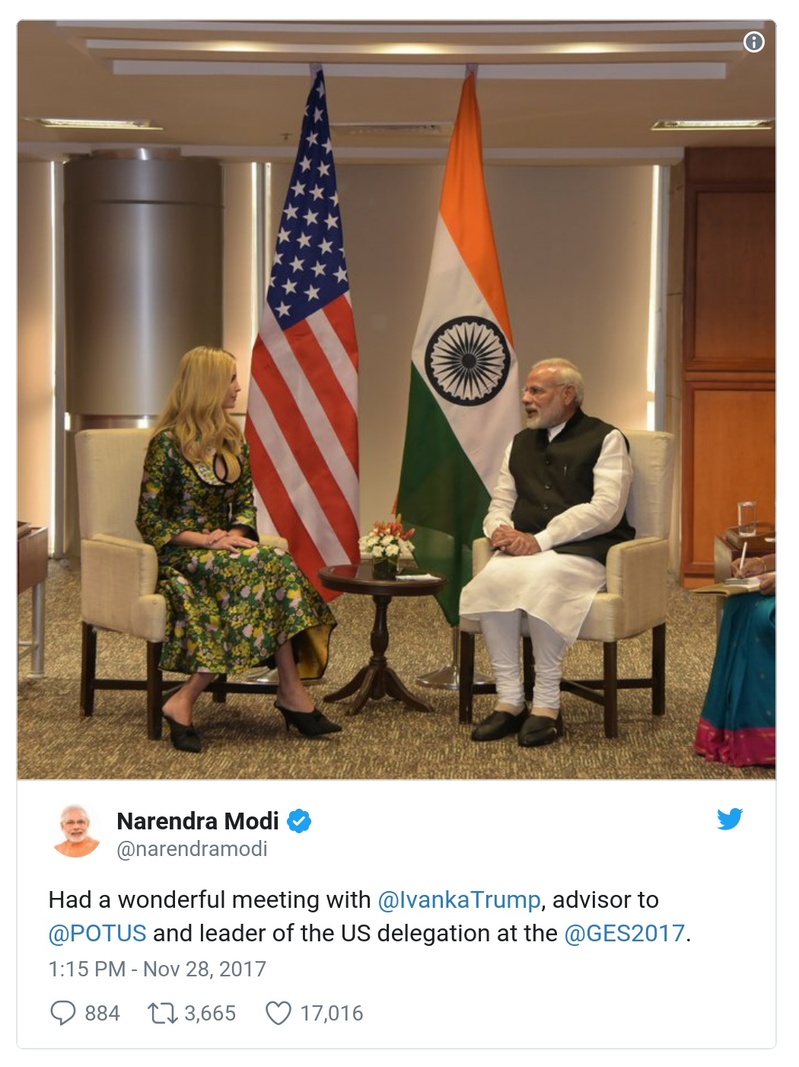 Narendra Modi
@narendramodi
Had a wonderful meeting with @IvankaTrump, advisor to
@POTUS and leader of the US delegation at the @GES2017.
1:15 PM - Nov 28, 2017
884 3,665 17,016